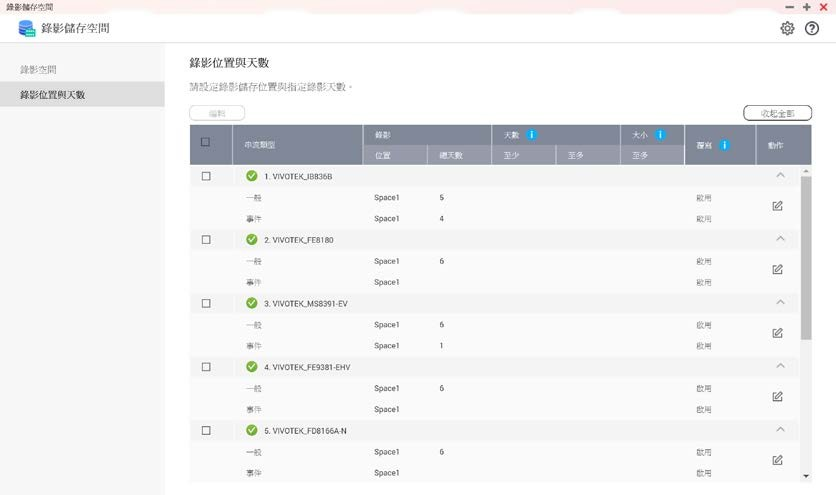 錄影儲存空間
錄影儲存空間
錄影空間
錄影位置與天數
錄影位置與天數
請設定錄影儲存位置與指定錄影天數。
編輯
收起全部
串流類型 錄影 天數 大小 覆寫 動作
位置 總天數 至少 至多 至多
1. VIVOTEK_IB836B
一般 Space1 5 啟用
事件 Space1 4 啟用
2. VIVOTEK_FE8180
一般 Space1 6 啟用
事件 Space1 啟用
3. VIVOTEK_MS8391-EV
一般 Space1 6 啟用
事件 Space1 1 啟用
4. VIVOTEK_FE9381-EHV
一般 Space1 6 啟用
事件 Space1 啟用
5. VIVOTEK_FD8166A-N
一般 Space1 6 啟用
事件 Space1 啟用